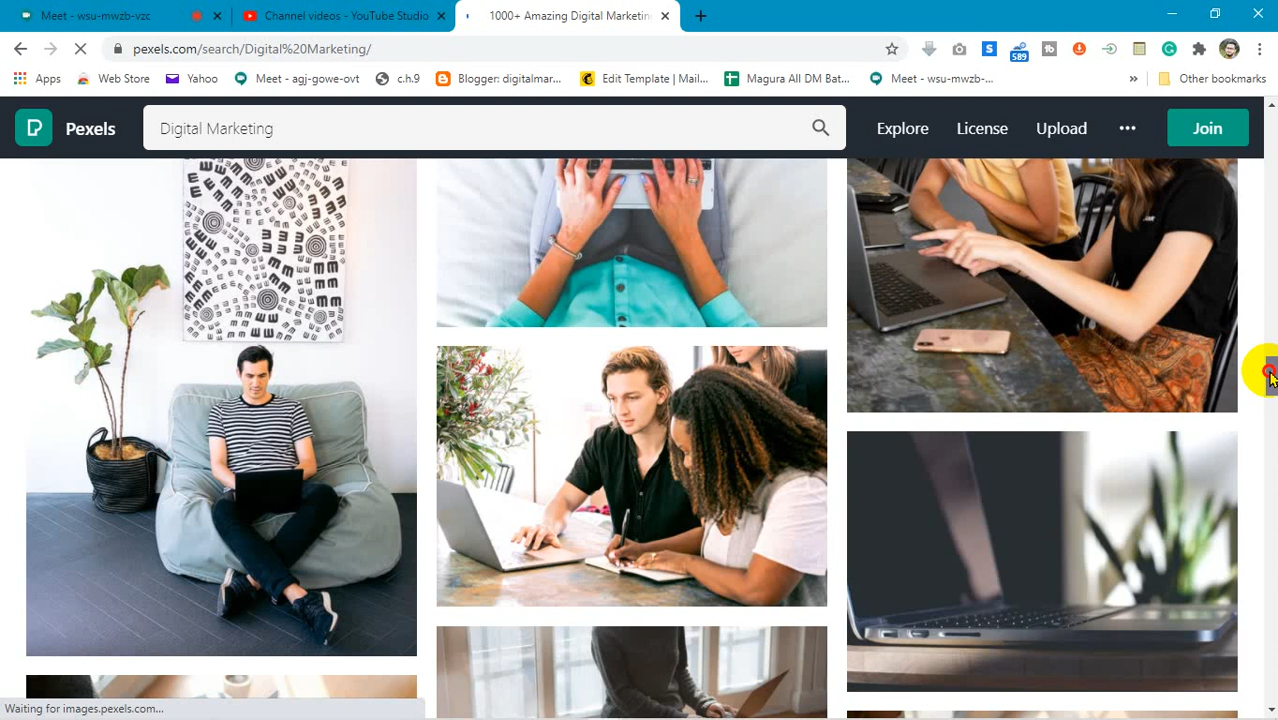 Meet - wsu-mwzb-vzc
Channel videos - YouTube Studio
1000+ Amazing Digital Marketin
pexels.com/search/Digital%20Marketing/
589
Apps
Web Store
Yahoo
Meet - agj-gowe-ovt
c.h.9
Blogger: digitalmar...
Edit Template | Mail...
Magura All DM Bat...
Meet - wsu-mwzb-...
»
Other bookmarks
Pexels
Digital Marketing
Explore
License
Upload
Join
Waiting for images.pexels.com...